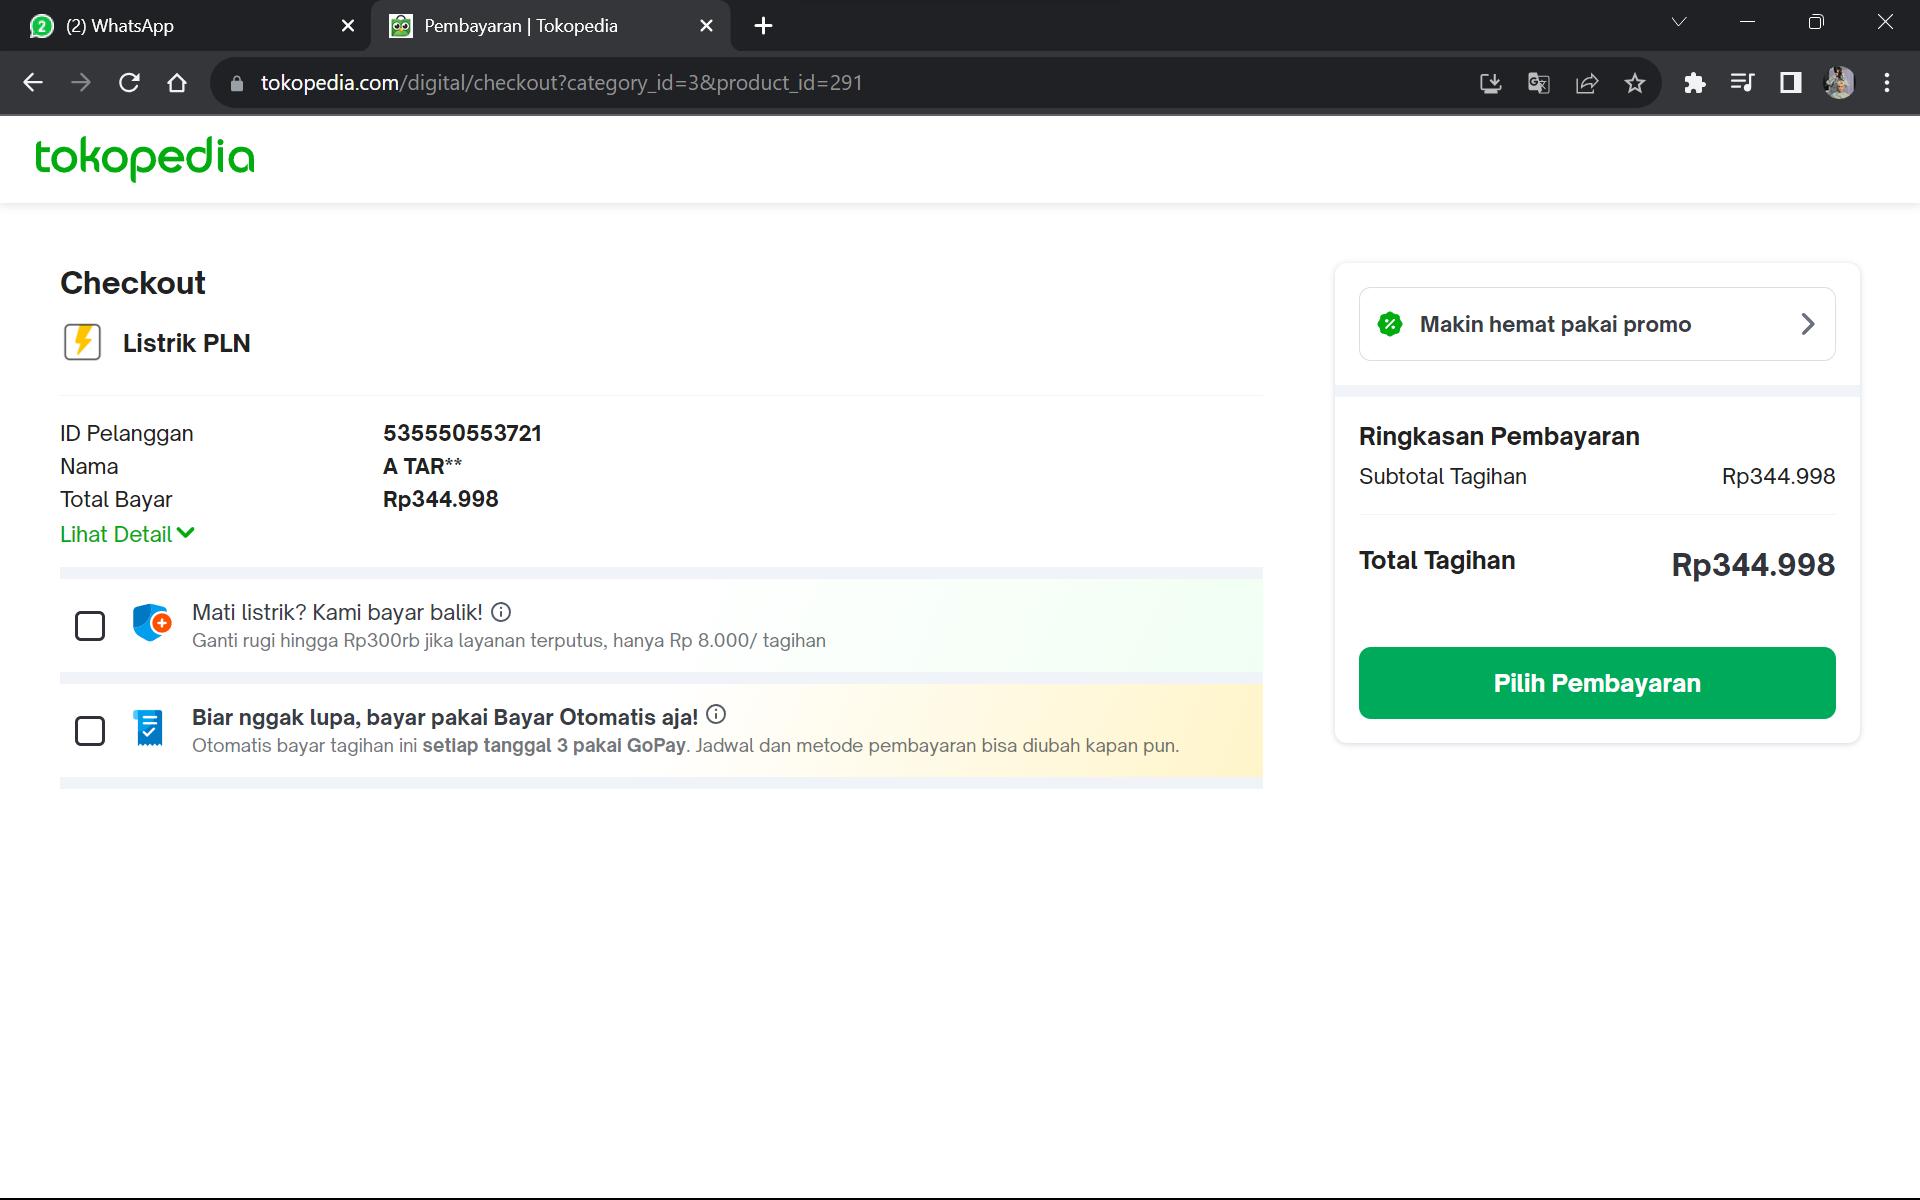 (2) WhatsApp
Pembayaran | Tokopedia
tokopedia.com/digital/checkout?category_id=3&product_id=291
tokopedia
Checkout
Listrik PLN
ID Pelanggan 535550553721
Nama A TAR**
Total Bayar Rp344.998
Lihat Detail
Mati listrik? Kami bayar balik!
Ganti rugi hingga Rp300rb jika layanan terputus, hanya Rp 8.000/ tagihan
Biar nggak lupa, bayar pakai Bayar Otomatis aja!
Otomatis bayar tagihan ini setiap tanggal 3 pakai GoPay. Jadwal dan metode pembayaran bisa diubah kapan pun.
Makin hemat pakai promo
Ringkasan Pembayaran
Subtotal Tagihan Rp344.998
Total Tagihan Rp344.998
Pilih Pembayaran